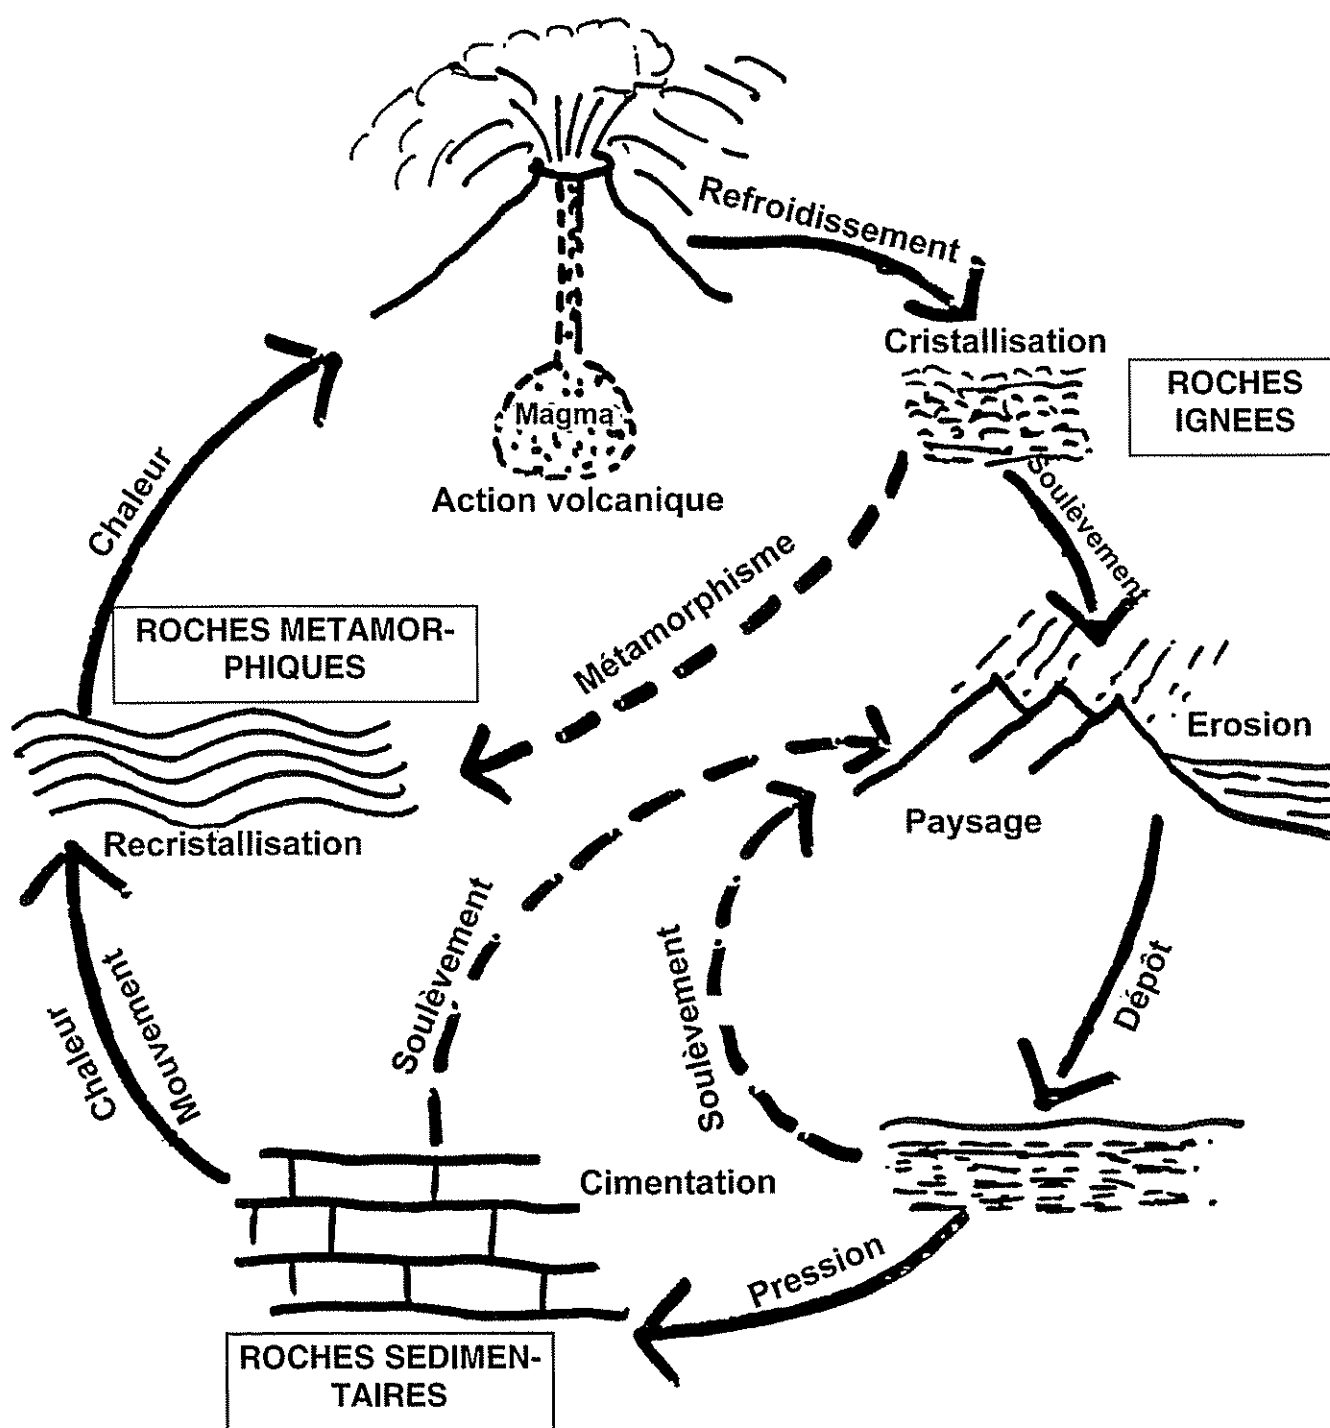 Refroidissement
Cristallisation
ROCHES
IGNEES
Magma
Action volcanique
Soulèvement
Chaleur
Métamorphisme
ROCHES METAMOR-
PHIQUES
Erosion
Paysage
Recristallisation
Soulèvement
Soulèvement
Dépôt
Mouvement
Chaleur
Cimentation
Pression
ROCHES SEDIMEN-
TAIRES